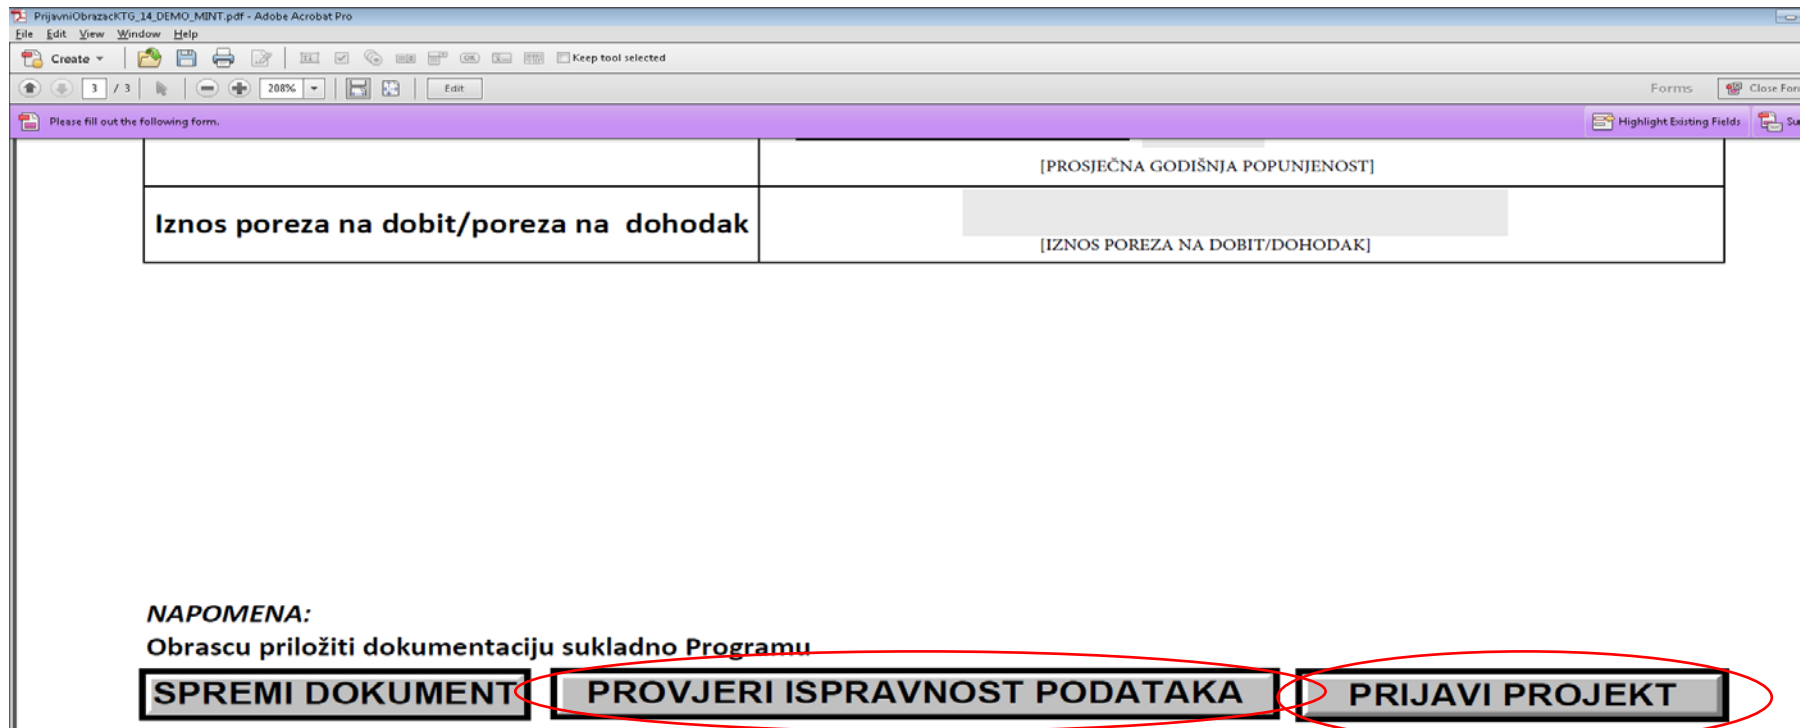 PrijavniObrazacKTG_14_DEMO_MINT.pdf - Adobe Acrobat Pro
File Edit View Window Help
Create Keep tool selected
3 / 3 208% Edit Forms Close Form
Please fill out the following form. Highlight Existing Fields
[PROSJEČNA GODIŠNJA POPUNJENOST]
Iznos poreza na dobit/poreza na dohodak
[IZNOS POREZA NA DOBIT/DOHODAK]
NAPOMENA:
Obrascu priložiti dokumentaciju sukladno Programu
SPREMI DOKUMENT PROVJERI ISPRAVNOST PODATAKA PRIJAVI PROJEKT